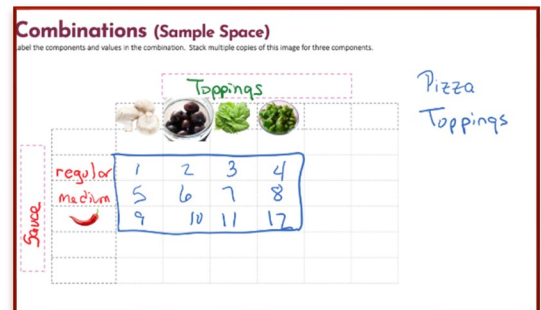 Combinations (Sample Space)
abel the components and values in the combination. Stack multiple copies of this image for three components.
Toppings
Pizza
Toppings
Sauce
regular 1 2 3 4
medium 5 6 7 8
9 10 11 12